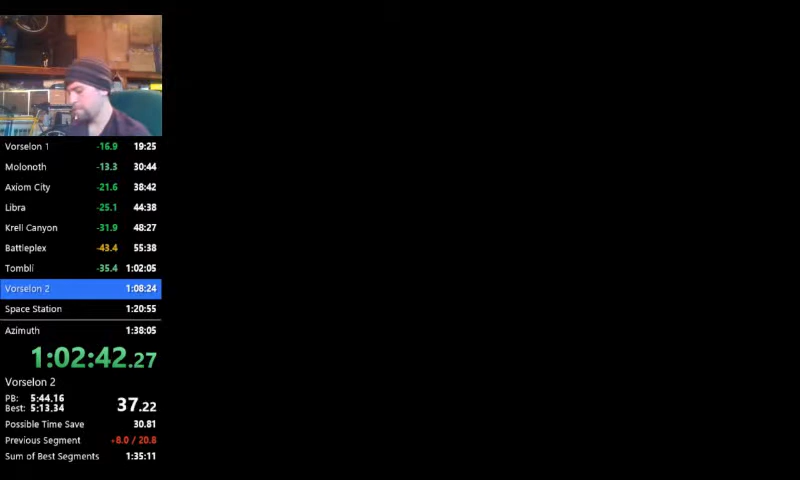 Vorselon 1 -16.9 19:25
Molonoth -13.3 30:44
Axiom City -21.6 38:42
Libra -25.1 44:38
Krell Canyon -31.9 48:27
Battleplex -43.4 55:38
Tombli -35.4 1:02:05
Vorselon 2 1:08:24
Space Station 1:20:55
Azimuth 1:38:05
1:02:42.27
Vorselon 2
PB: 5:44.16
Best: 5:13.34 37.22
Possible Time Save 30.81
Previous Segment +8.0 / 20.8
Sum of Best Segments 1:35:11